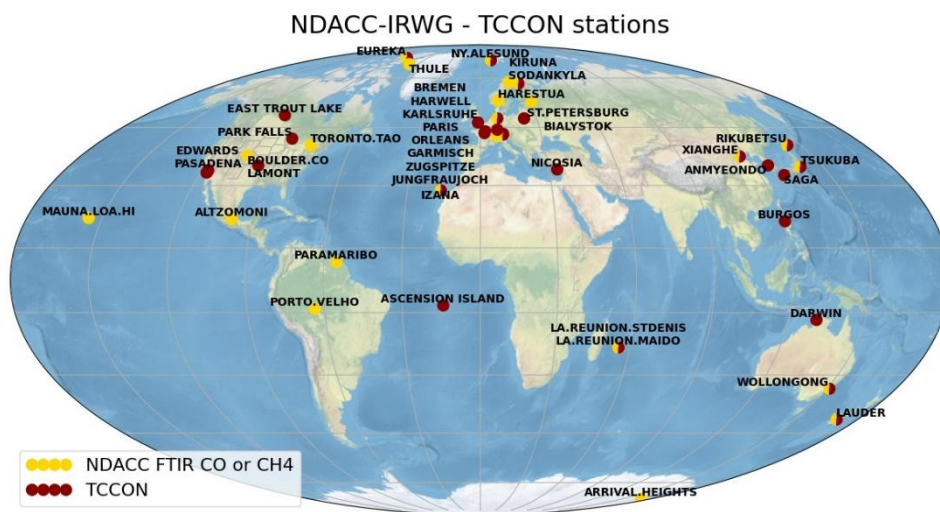 NDACC-IRWG - TCCON stations
EUREKA
NY.ALESUND
KIRUNA
THULE
SODANKYLA
BREMEN
HARESTUA
HARWELL
EAST TROUT LAKE
KARLSRUHE
ST.PETERSBURG
PARIS
BIALYSTOK
PARK FALLS
TORONTO.TAO
ORLEANS
RIKUBETSU
EDWARDS
GARMISCH
XIANGHE
PASADENA
BOULDER.CO
ZUGSPITZE
NICOSIA
ANMYEONDO
TSUKUBA
LAMONT
JUNGFRAUJOCH
SAGA
IZANA
MAUNA.LOA.HI
ALTZOMONI
BURGOS
PARAMARIBO
PORTO.VELHO
ASCENSION ISLAND
DARWIN
LA.REUNION.STDENIS
LA.REUNION.MAIDO
WOLLONGONG
LAUDER
NDACC FTIR CO or CH4
TCCON
ARRIVAL.HEIGHTS